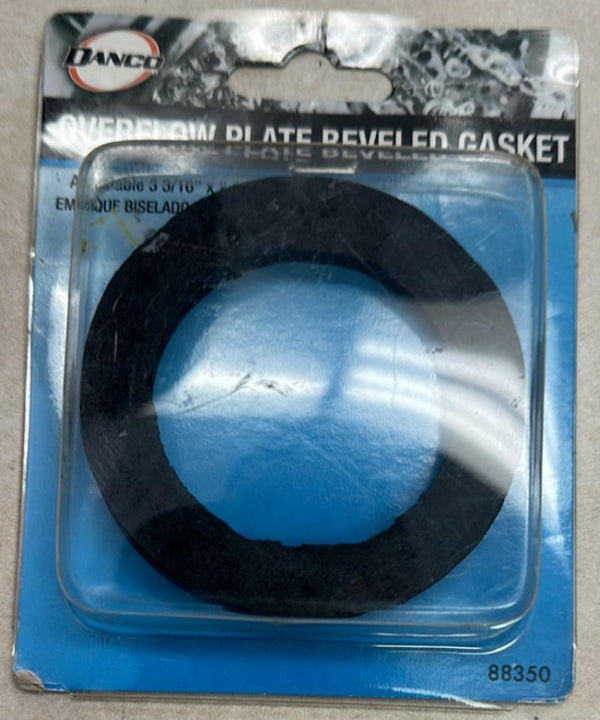 DANCO
OVERFLOW PLATE BEVELED GASKET
3 3/16" x
BISELADO
88350